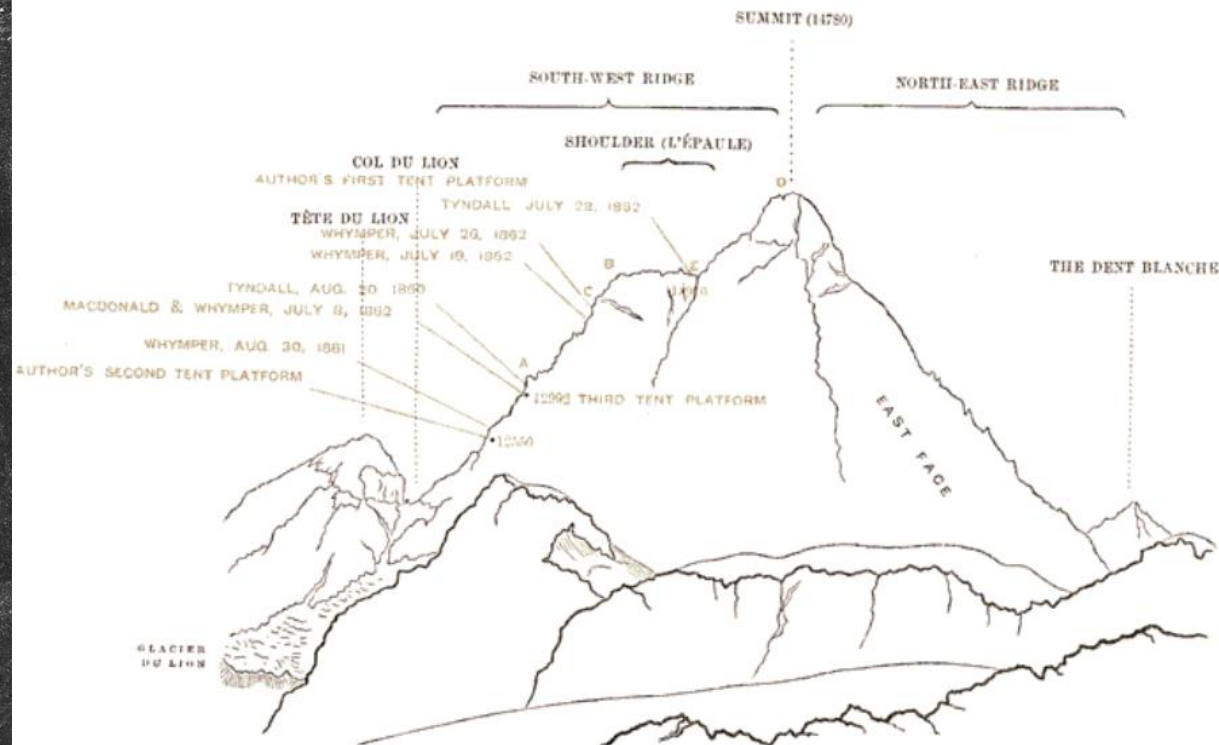 SUMMIT (14780)
SOUTH-WEST RIDGE
NORTH-EAST RIDGE
SHOULDER (L'ÉPAULE)
COL DU LION
AUTHOR'S FIRST TENT PLATFORM
D
TYNDALL JULY 28, 1862
TÊTE DU LION
WHYMPER, JULY 26, 1862
WHYMPER, JULY 19, 1862
B
E
THE DENT BLANCHE
C
TYNDALL, AUG. 20 1860
MACDONALD & WHYMPER, JULY 8, 1862
WHYMPER, AUG. 30, 1861
A
AUTHOR'S SECOND TENT PLATFORM
12992 THIRD TENT PLATFORM
EAST FACE
GLACIER
DU LION